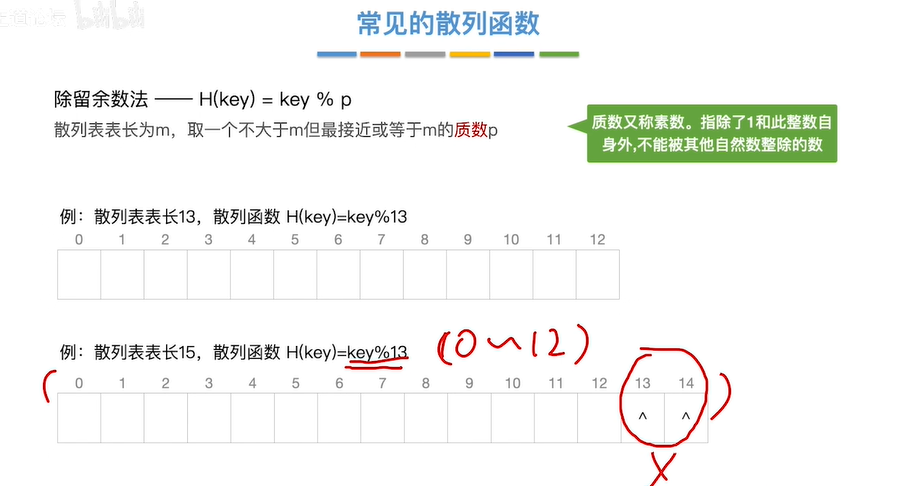 常见的散列函数
除留余数法 —— H(key) = key % p
散列表表长为m，取一个不大于m但最接近或等于m的质数p
质数又称素数。指除了1和此整数自
身外,不能被其他自然数整除的数
例：散列表表长13，散列函数 H(key)=key%13
0 1 2 3 4 5 6 7 8 9 10 11 12
例：散列表表长15，散列函数 H(key)=key%13 (0~12)
0 1 2 3 4 5 6 7 8 9 10 11 12 13 14
^ ^
X